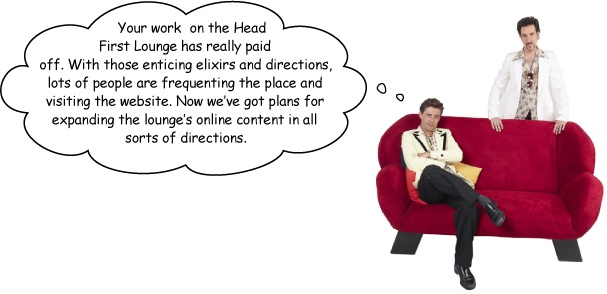 Your work on the Head
First Lounge has really paid
off. With those enticing elixirs and directions,
lots of people are frequenting the place and
visiting the website. Now we've got plans for
expanding the lounge's online content in all
sorts of directions.